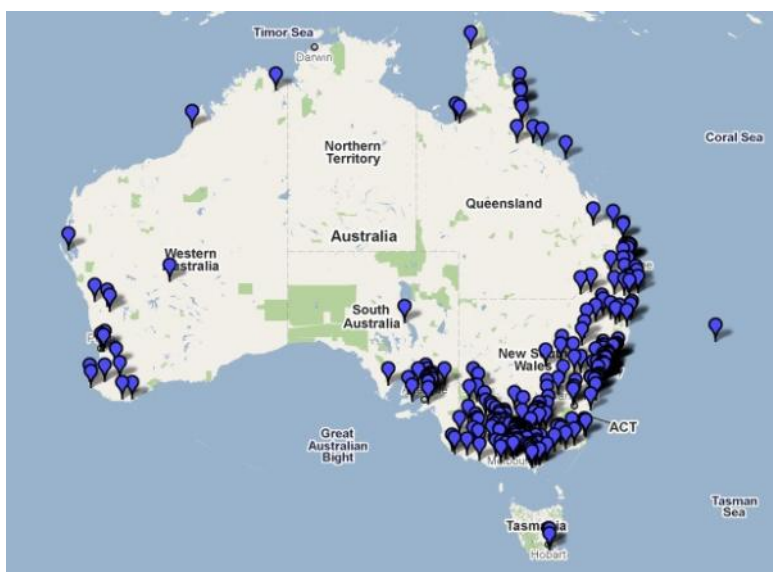 Timor Sea
Darwin
Northern
Territory
Coral Sea
Queensland
Australia
Western
South
Australia
Wales
Great
Australian
Bight
ACT
Tasman
Sea
Hobart